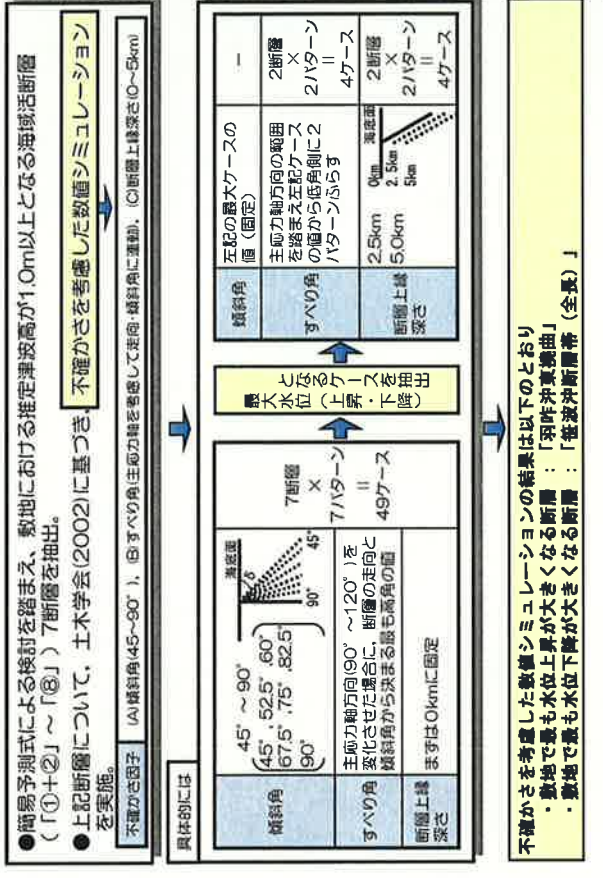 ●簡易予測式による検討を踏まえ、敷地における推定津波高が1.0m以上となる海域活断層
(「①+②」～「⑧」) 7断層を抽出。
●上記断層について、土木学会(2002)に基づき、不確かさを考慮した数値シミュレーション
を実施。
不確かさ因子
(A)傾斜角(45～90°)、(B)すべり角(主応力軸を考慮して走向・傾斜角に連動)、(C)断層上縁深さ(0～5km)
具体的には
傾斜角
45° ～ 90°
45° , 52.5° ,60°
67.5° ,75° ,82.5°
90°
海底面
δ
90°
45°
すべり角
主応力軸方向(90° ～120° )を
変化させた場合に、断層の走向と
傾斜角から決まる最も高角の値
断層上縁
深さ
まずは0kmに固定
7断層
×
7パターン
=
49ケース
最大水位(上昇・下降)
となるケースを抽出
傾斜角
左記の最大ケースの
値(固定)
－
すべり角
主応力軸方向の範囲
を踏まえ左記ケース
の値から低角側に2
パターンふらす
2断層
×
2パターン
=
4ケース
断層上縁
深さ
2.5km
5.0km
0km
2.5km
5km
海底面
2断層
×
2パターン
=
4ケース
不確かさを考慮した数値シミュレーションの結果は以下のとおり
・敷地で最も水位上昇が大きくなる断層 : 「羽咋沖東撓曲」
・敷地で最も水位下降が大きくなる断層 : 「笹波沖断層帯(全長)」